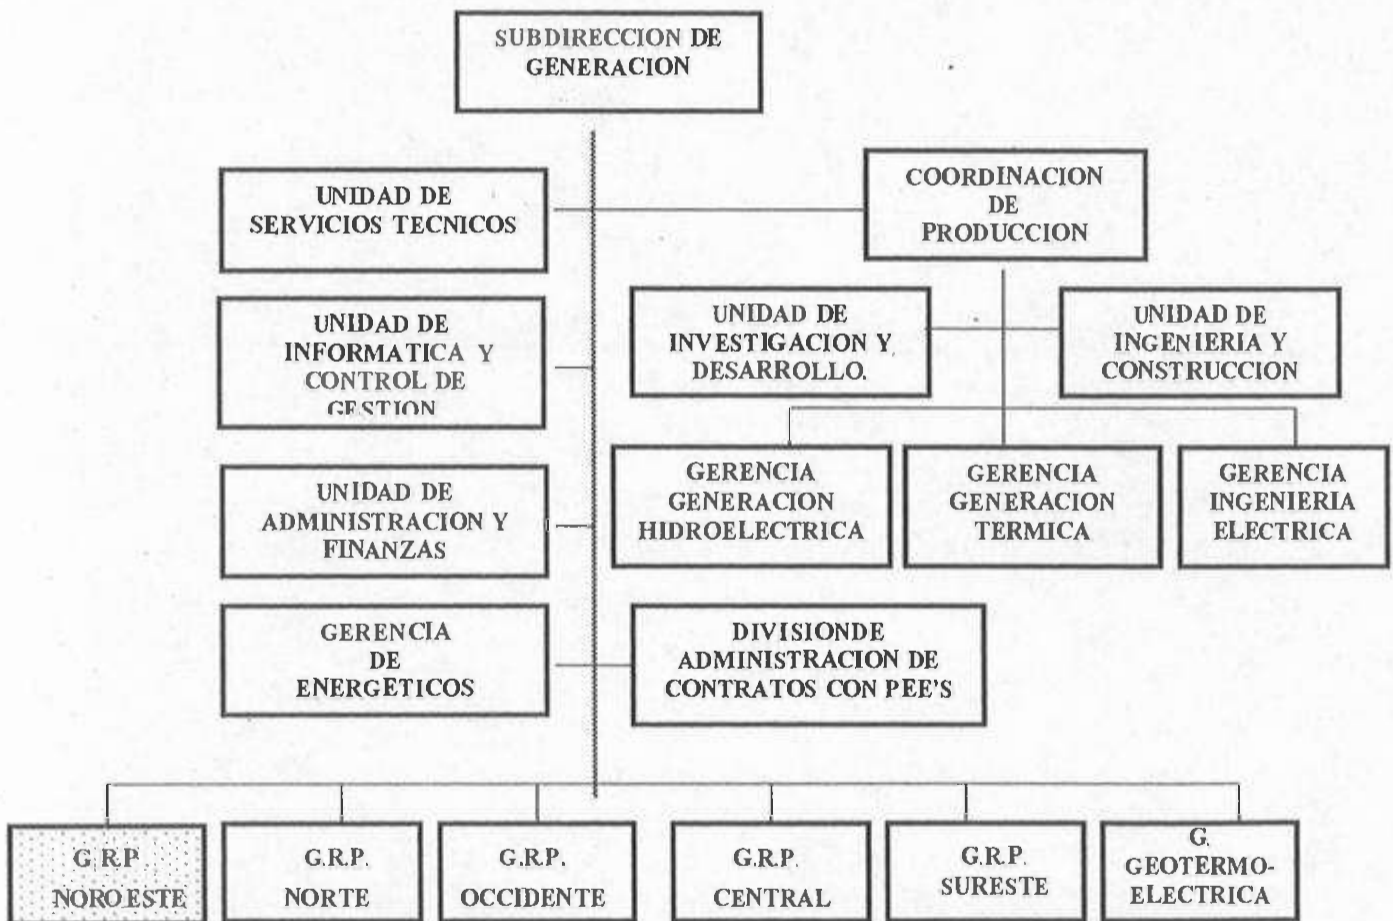 SUBDIRECCION DE
GENERACION
UNIDAD DE
SERVICIOS TECNICOS
COORDINACION
DE
PRODUCCION
UNIDAD DE
INFORMATICA Y
CONTROL DE
GESTION
UNIDAD DE
INVESTIGACION Y
DESARROLLO.
UNIDAD DE
INGENIERIA Y
CONSTRUCCION
GERENCIA
GENERACION
HIDROELECTRICA
GERENCIA
GENERACION
TERMICA
GERENCIA
INGENIERIA
ELECTRICA
UNIDAD DE
ADMINISTRACION Y
FINANZAS
GERENCIA
DE
ENERGETICOS
DIVISIONDE
ADMINISTRACION DE
CONTRATOS CON PEE'S
G.R.P.
NOROESTE
G.R.P.
NORTE
G.R.P.
OCCIDENTE
G.R.P.
CENTRAL
G.R.P.
SURESTE
G.
GEOTERMO-
ELECTRICA